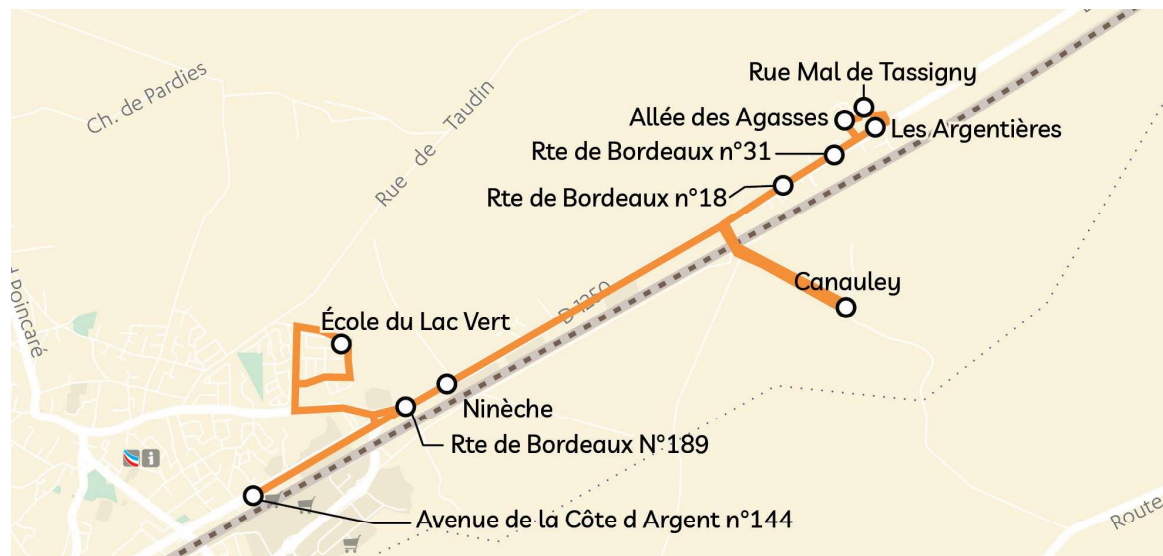 Rue Mal de Tassigny
Ch. de Pardies
Allée des Agasses
Les Argentières
Rue de Taudin
Rte de Bordeaux n°31
Rte de Bordeaux n°18
Canauley
Poincaré
D 1250
École du Lac Vert
Ninèche
Rte de Bordeaux N°189
i
Avenue de la Côte d Argent n°144
Route